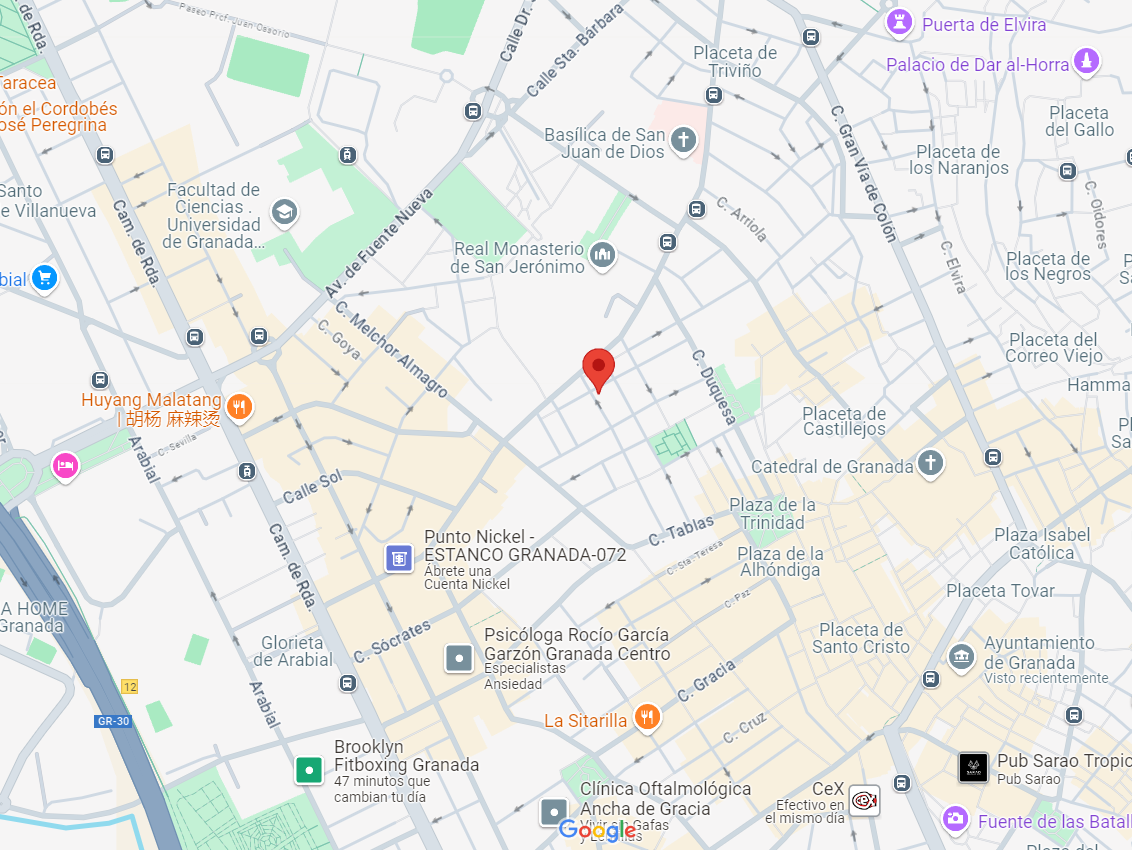 Paseo Prcf Juan Ossorio
de Rda.
Calle Dr.
Calle Sta. Bárbara
Puerta de Elvira
Placeta de
Triviño
Palacio de Dar al-Horra
Taracea
ón el Cordobés
osé Peregrina
Placeta
del Gallo
Basílica de San
Juan de Dios
C. Gran Vía de Colón
Placeta de
los Naranjos
Santo
e Villanueva
Facultad de
Ciencias .
Universidad
de Granada...
Cam. de Rda.
Av. de Fuente Nueva
C. Arriola
C. Oidores
C. Elvira
Real Monasterio
de San Jerónimo
Placeta de
los Negros
bial
C. Melchor Almagro
C. Goya
Placeta del
Correo Viejo
C. Duquesa
Hamma
Huyang Malatang
| 胡杨 麻辣烫
C. Sevilla
Arabial
Placeta de
Castillejos
Catedral de Granada
Calle Sol
Cam. de Rda.
Plaza de la
Trinidad
C. Tablas
Punto Nickel -
ESTANCO GRANADA-072
Ábrete una
Cuenta Nickel
C. Sta. Teresa
Plaza de la
Alhóndiga
Plaza Isabel
Católica
Placeta Tovar
C. Paz
A HOME
Granada
Glorieta
de Arabial
C. Sócrates
Psicóloga Rocío García
Garzón Granada Centro
Especialistas
Ansiedad
Placeta de
Santo Cristo
Ayuntamiento
de Granada
Visto recientemente
C. Gracia
12
GR-30
Arabial
La Sitarilla
C. Cruz
Brooklyn
Fitboxing Granada
47 minutos que
cambian tu día
SARAO
Pub Sarao Tropic
Pub Sarao
Clínica Oftalmológica
Ancha de Gracia
Vivir sin Gafas
y Lentillas
Google
CeX
Efectivo en
el mismo día
Fuente de las Batall
Plaza del